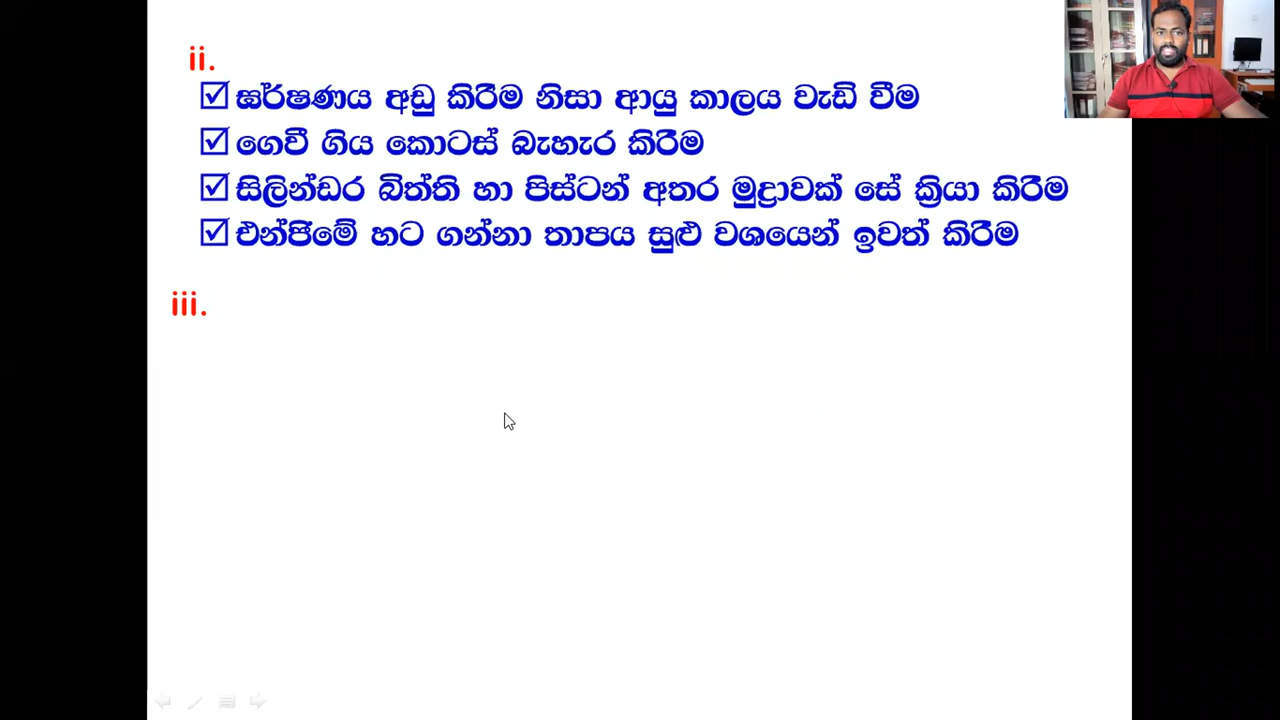 ii.
☑ ඝර්ෂණය අඩු කිරීම නිසා ආයු කාලය වැඩි වීම
☑ ගෙවී ගිය කොටස් බැහැර කිරීම
☑ සිලින්ඩර බිත්ති හා පිස්ටන් අතර මුද්‍රාවක් සේ ක්‍රියා කිරීම
☑ එන්ජිමේ හට ගන්නා තාපය සුළු වශයෙන් ඉවත් කිරීම
iii.